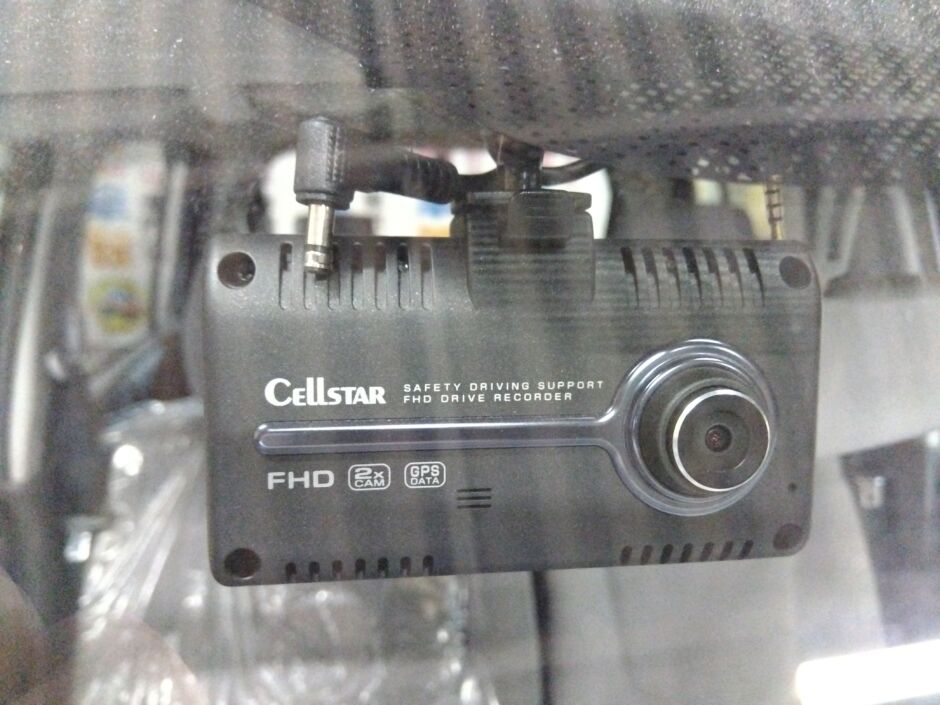 CELLSTAR
SAFETY DRIVING SUPPORT
FHD DRIVE RECORDER
FHD
2x CAM
GPS DATA